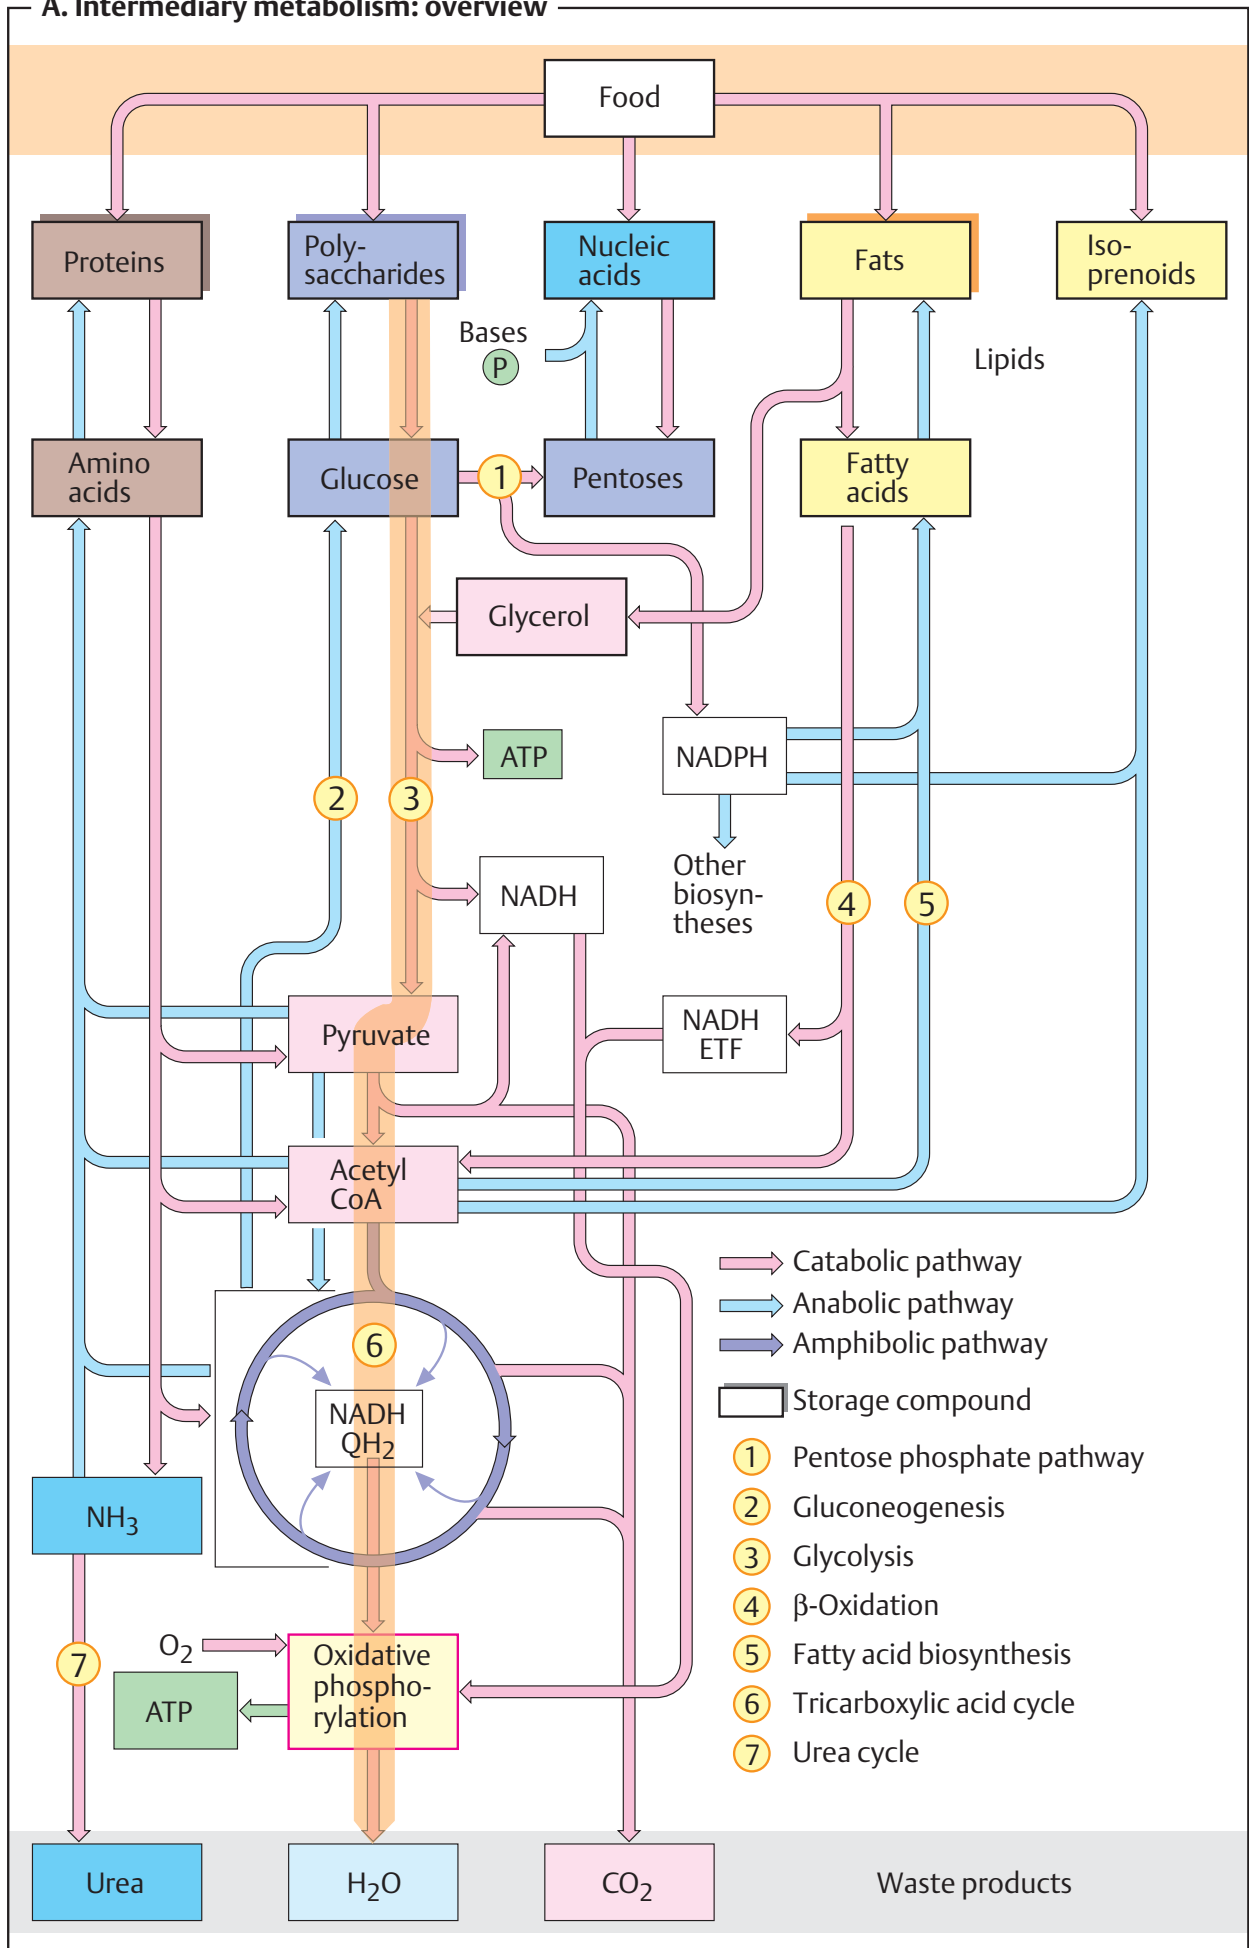 A. Intermediary metabolism: overview
Food
Proteins
Poly-
saccharides
Nucleic
acids
Fats
Iso-
prenoids
Bases
P
Lipids
Amino
acids
Glucose
1
Pentoses
Fatty
acids
Glycerol
ATP
NADPH
2
3
Other
biosyn-
theses
NADH
4
5
Pyruvate
NADH
ETF
Acetyl
CoA
Catabolic pathway
Anabolic pathway
Amphibolic pathway
6
NADH
QH2
Storage compound
1 Pentose phosphate pathway
2 Gluconeogenesis
3 Glycolysis
4 β-Oxidation
5 Fatty acid biosynthesis
6 Tricarboxylic acid cycle
7 Urea cycle
NH3
O2
7
Oxidative
phospho-
rylation
ATP
Urea
H2O
CO2
Waste products